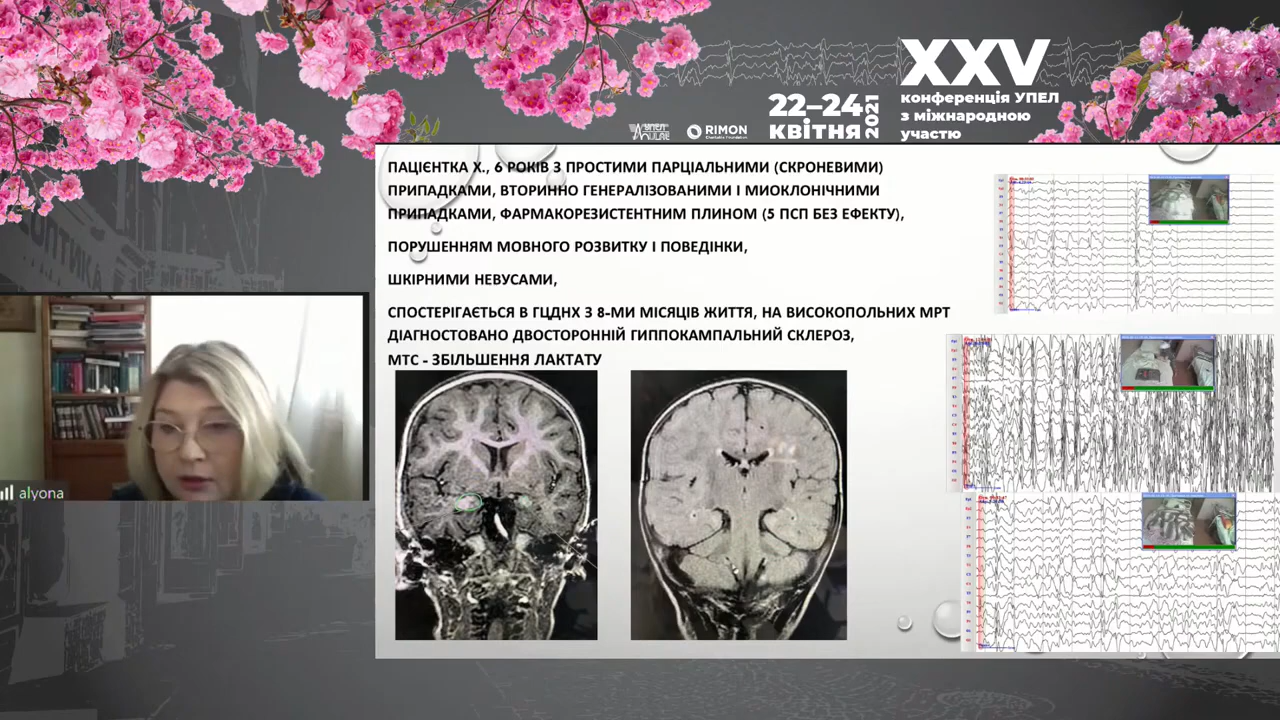 XXV
22–24
квітня
2021
конференція УПЕЛ
з міжнародною
участю
RIMON
ПАЦІЄНТКА Х., 6 РОКІВ З ПРОСТИМИ ПАРЦІАЛЬНИМИ (СКРОНЕВИМИ)
ПРИПАДКАМИ, ВТОРИННО ГЕНЕРАЛІЗОВАНИМИ І МИОКЛОНІЧНИМИ
ПРИПАДКАМИ, ФАРМАКОРЕЗИСТЕНТНИМ ПЛИНОМ (5 ПСП БЕЗ ЕФЕКТУ),
ПОРУШЕННЯМ МОВНОГО РОЗВИТКУ І ПОВЕДІНКИ,
ШКІРНИМИ НЕВУСАМИ,
СПОСТЕРІГАЄТЬСЯ В ГЦДНХ З 8-МИ МІСЯЦІВ ЖИТТЯ, НА ВИСОКОПОЛЬНИХ МРТ
ДІАГНОСТОВАНО ДВОСТОРОННІЙ ГИППОКАМПАЛЬНИЙ СКЛЕРОЗ,
МТС - ЗБІЛЬШЕННЯ ЛАКТАТУ
alyona
ОПТИКА